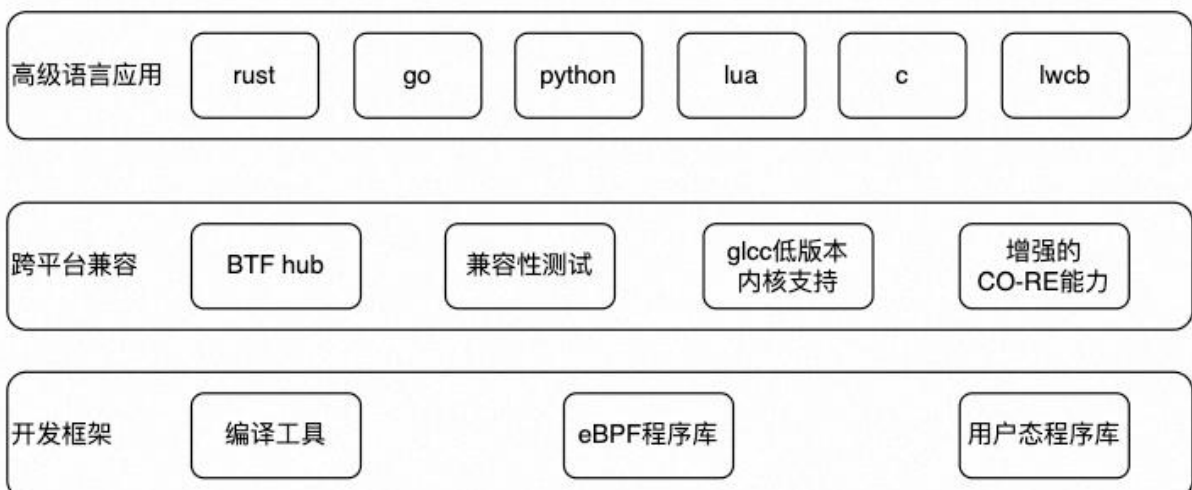 高级语言应用
rust
go
python
lua
c
lwcb
跨平台兼容
BTF hub
兼容性测试
glcc低版本
内核支持
增强的
CO-RE能力
开发框架
编译工具
eBPF程序库
用户态程序库